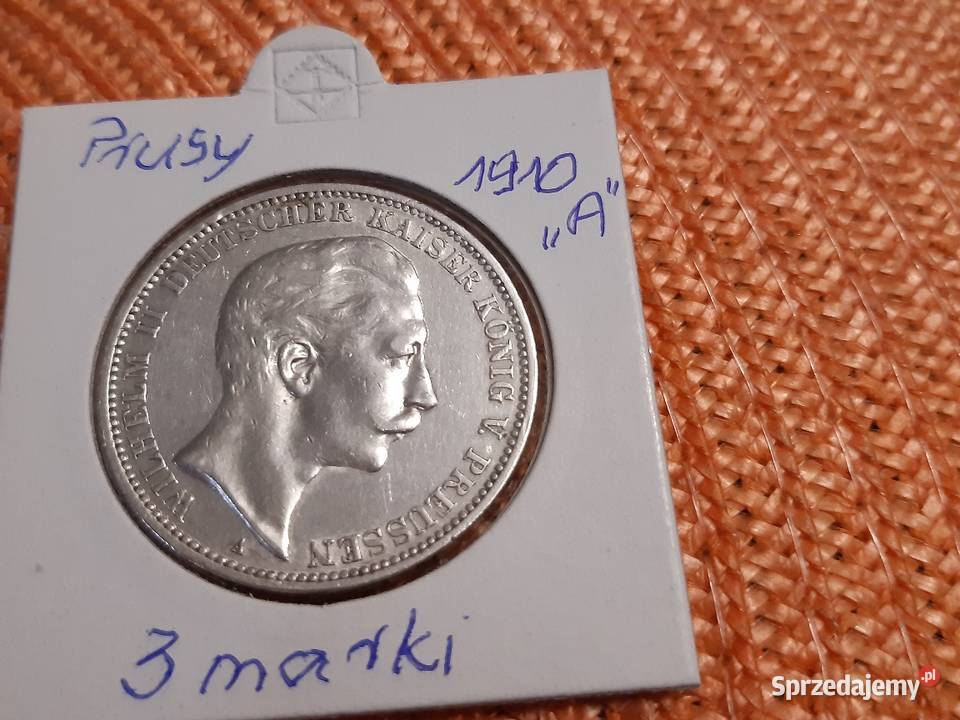 Prusy
1910
„A"
WILHELM II DEUTSCHER KAISER KÖNIG V PREUSSEN
A
3 marki
Sprzedajemy.pl